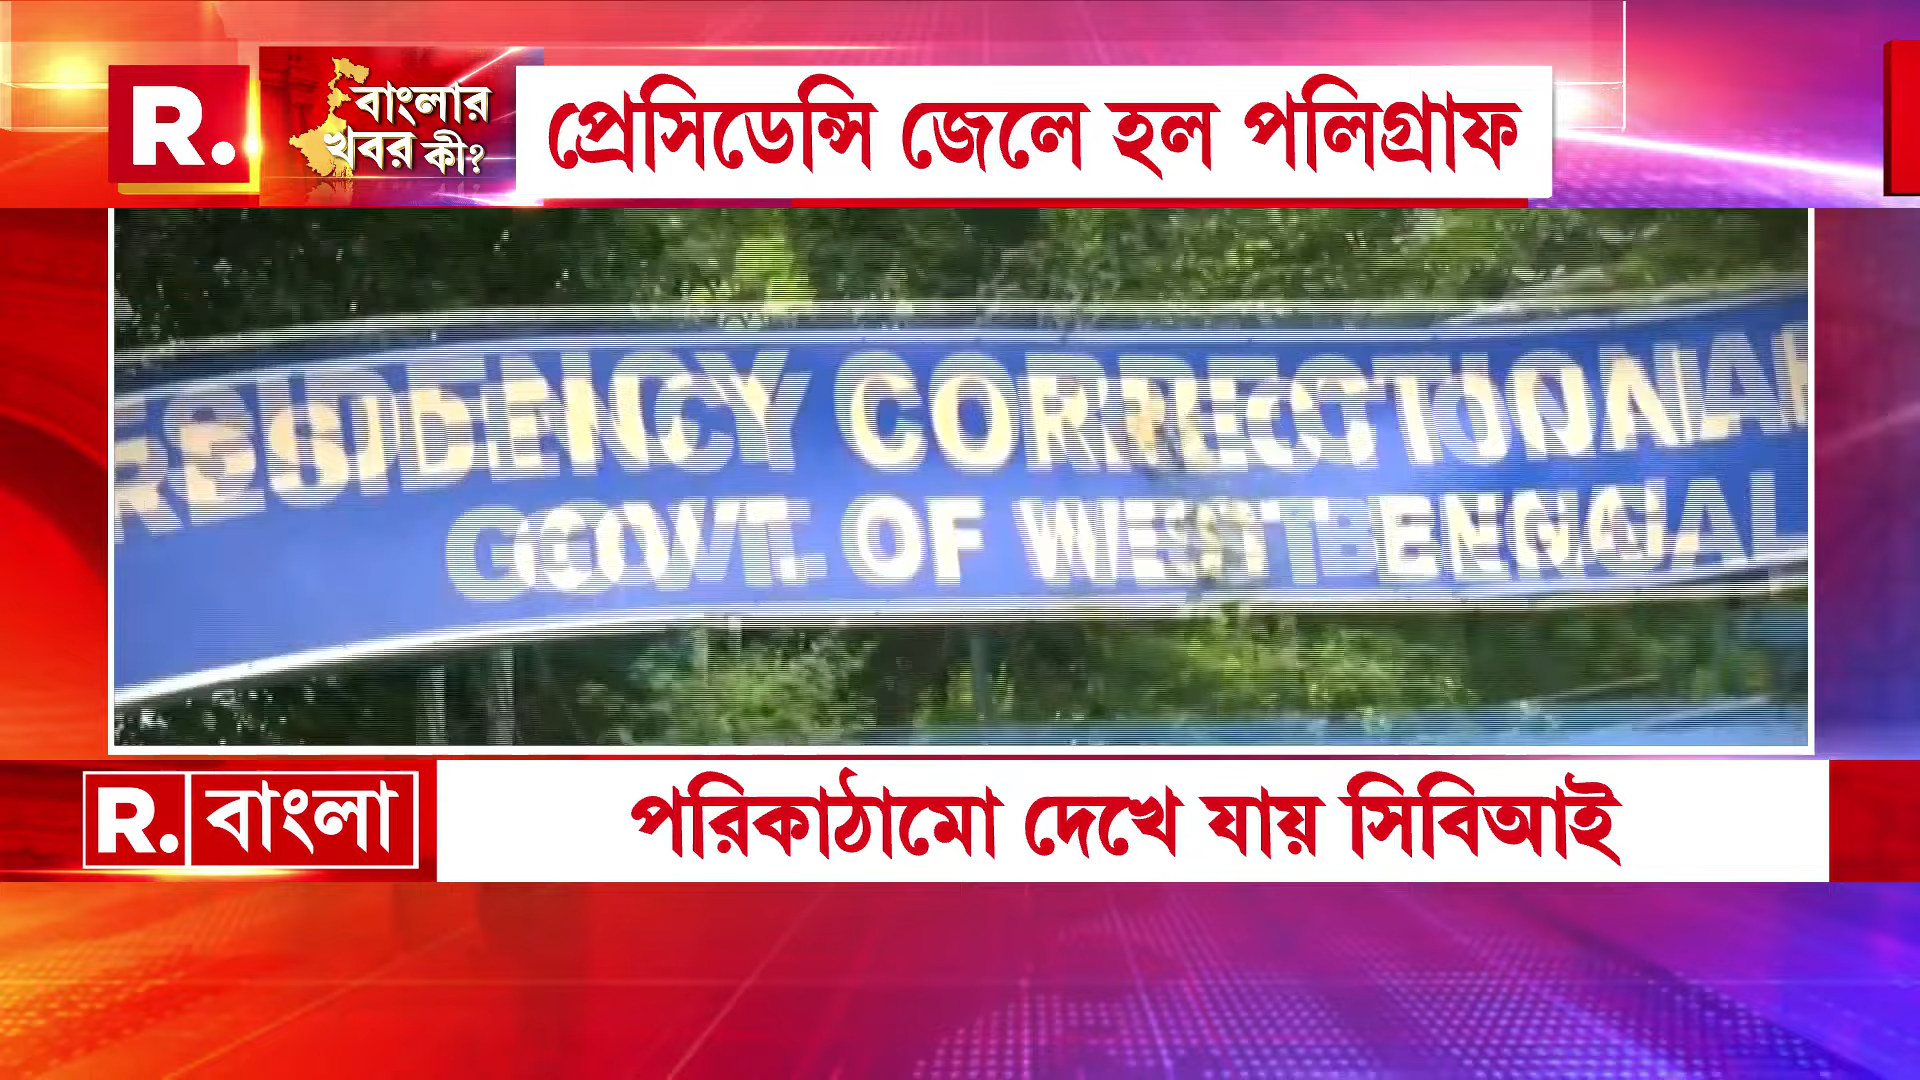 R.
বাংলার
খবর কী?
প্রেসিডেন্সি জেলে হল পলিগ্রাফ
RESIDENCY CORRECTIONAL
GOVT. OF WEST BENGAL
R. বাংলা
পরিকাঠামো দেখে যায় সিবিআই